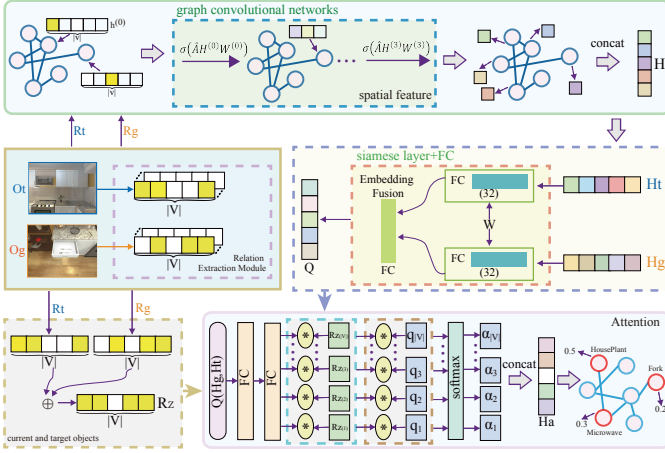 graph convolutional networks
h⁽⁰⁾
|v|
|v̂|
σ(ÂH⁽⁰⁾W⁽⁰⁾)
σ(ÂH⁽³⁾W⁽³⁾)
...
spatial feature
concat
H
Rt
Rg
Ot
Og
|V|
|V|
Relation
Extraction Module
siamese layer+FC
Embedding
Fusion
FC
(32)
W
FC
(32)
FC
Q
Ht
Hg
Rt
Rg
|V|
|V|
⊕
Rz
|V|
current and target objects
Attention
Q(Hg,Ht)
FC
FC
* Rz(|V|) * q|V| α|V|
* Rz(3) * q3 α3
* Rz(2) * q2 α2
* Rz(1) * q1 α1
softmax
concat
Ha
HousePlant
0.5
Fork
0.2
0.3
Microwave